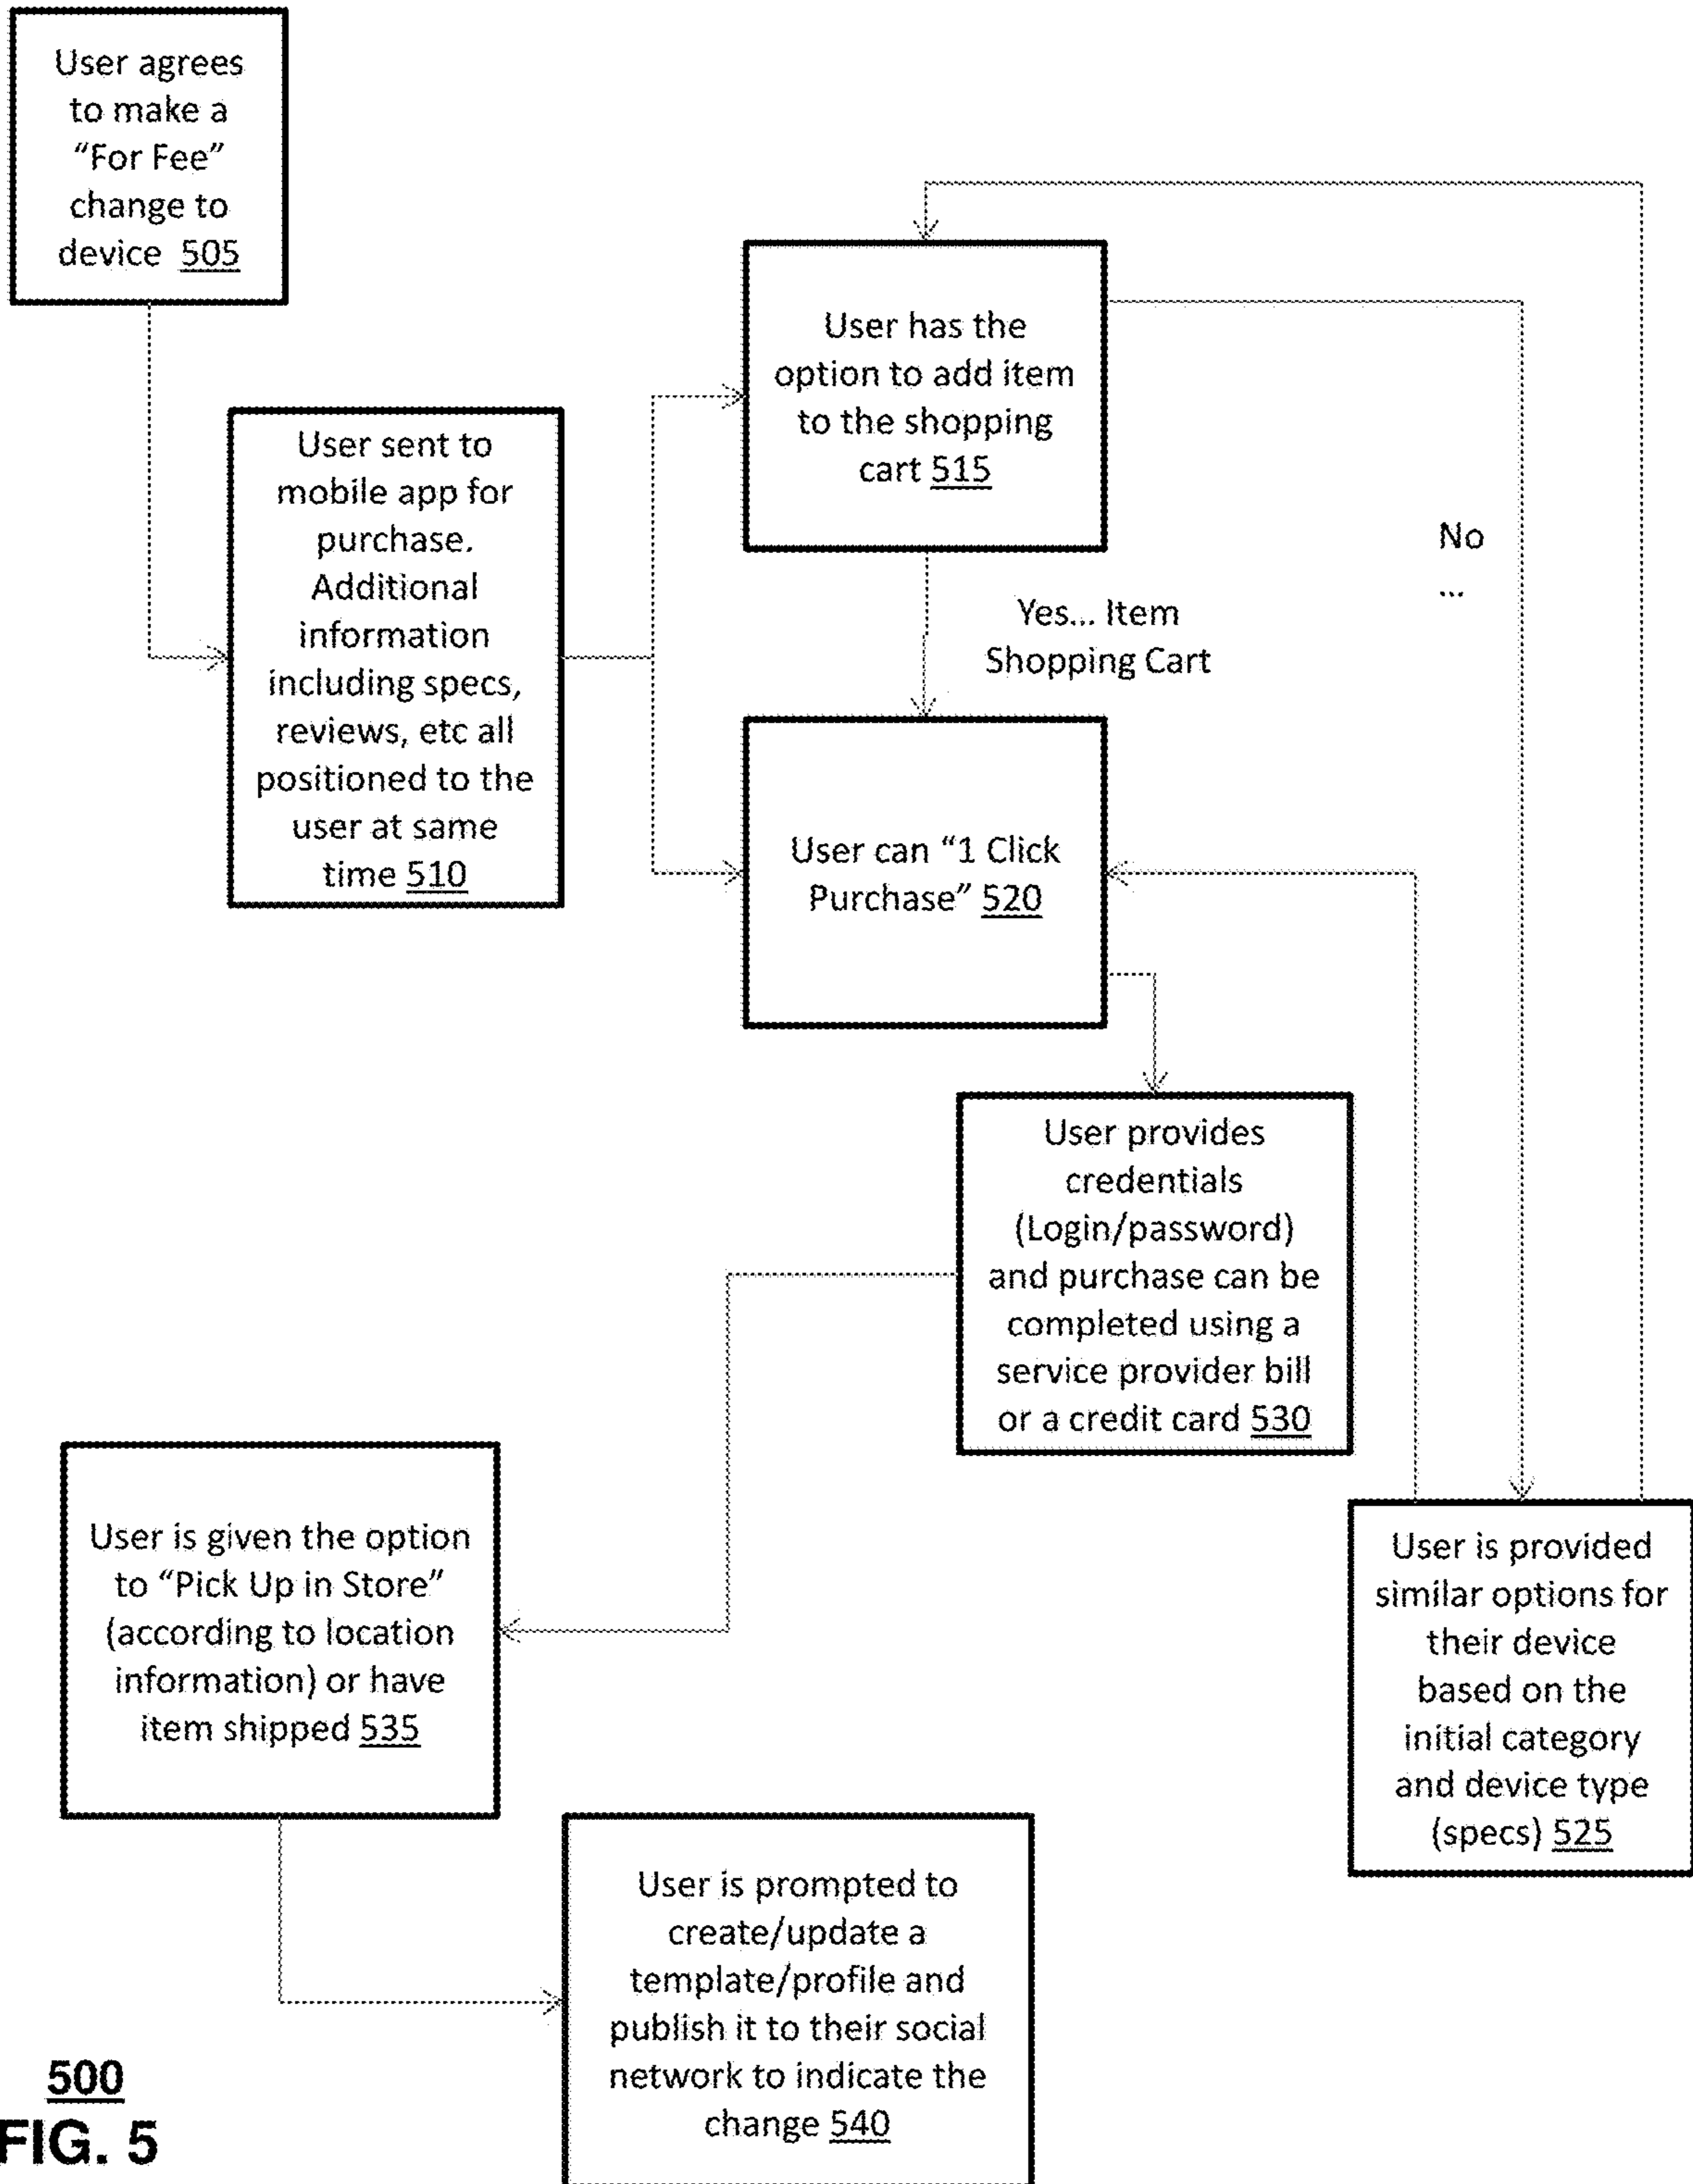 User agrees
to make a
“For Fee”
change to
device 505
User sent to
mobile app for
purchase.
Additional
information
including specs,
reviews, etc all
positioned to the
user at same
time 510
User has the
option to add item
to the shopping
cart 515
No
...
Yes... Item
Shopping Cart
User can “1 Click
Purchase” 520
User provides
credentials
(Login/password)
and purchase can be
completed using a
service provider bill
or a credit card 530
User is provided
similar options for
their device
based on the
initial category
and device type
(specs) 525
User is given the option
to “Pick Up in Store”
(according to location
information) or have
item shipped 535
User is prompted to
create/update a
template/profile and
publish it to their social
network to indicate the
change 540
500
FIG. 5